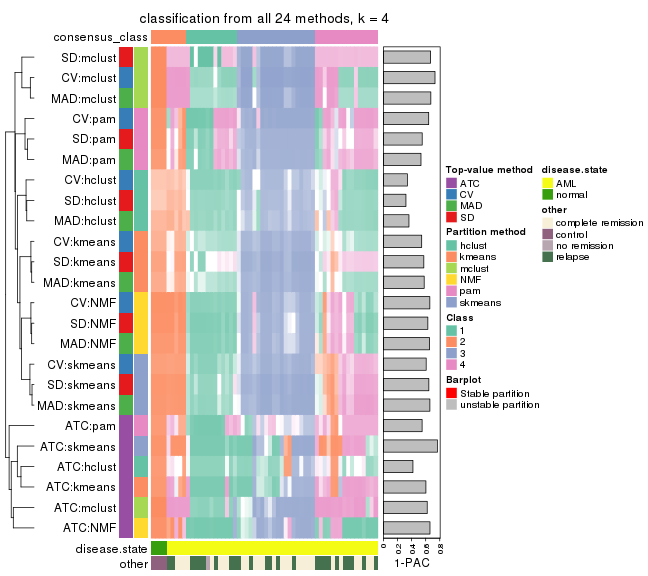 classification from all 24 methods, k = 4
consensus_class
SD:mclust
CV:mclust
MAD:mclust
CV:pam
SD:pam
MAD:pam
CV:hclust
SD:hclust
MAD:hclust
CV:kmeans
SD:kmeans
MAD:kmeans
CV:NMF
SD:NMF
MAD:NMF
CV:skmeans
SD:skmeans
MAD:skmeans
ATC:pam
ATC:skmeans
ATC:hclust
ATC:kmeans
ATC:mclust
ATC:NMF
disease.state
other
0
0.2
0.4
0.6
0.8
1-PAC
Top-value method
ATC
CV
MAD
SD
Partition method
hclust
kmeans
mclust
NMF
pam
skmeans
Class
1
2
3
4
Barplot
Stable partition
unstable partition
disease.state
AML
normal
other
complete remission
control
no remission
relapse